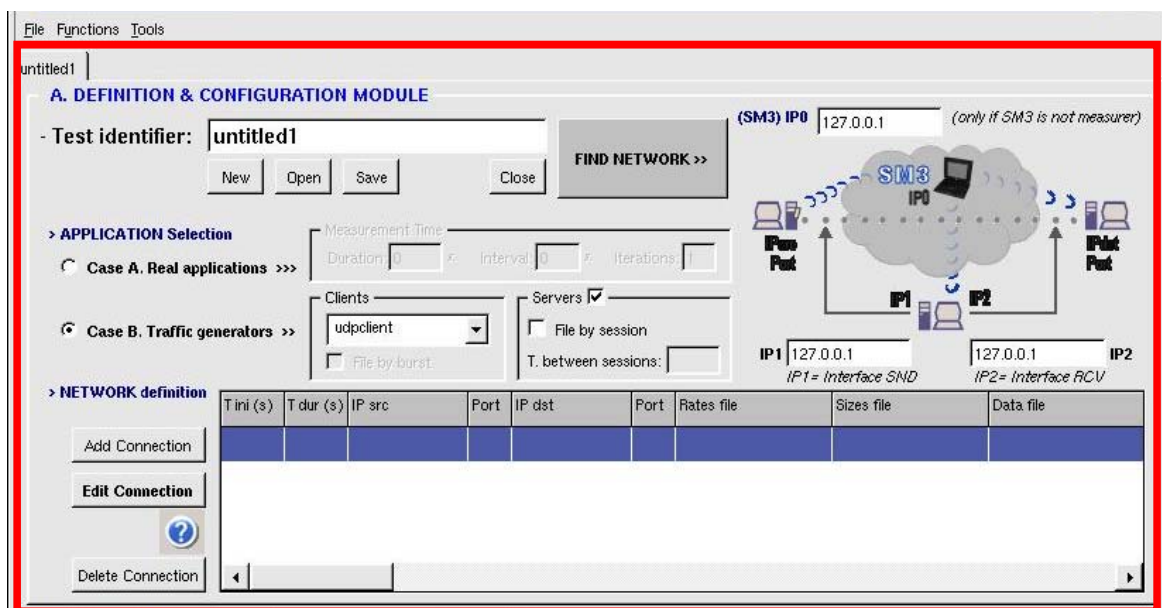 File Functions Tools
untitled1
A. DEFINITION & CONFIGURATION MODULE
- Test identifier: untitled1
New Open Save Close
FIND NETWORK >>
(SM3) IP0 127.0.0.1 (only if SM3 is not measurer)
SM3
IP0
Port
Port
IP1 IP2
IP1 127.0.0.1 127.0.0.1 IP2
IP1= Interface SND IP2= Interface RCV
> APPLICATION Selection
Case A. Real applications >>>
Measurement Time
Duration: 0 Interval: 0 Iterations: 1
Case B. Traffic generators >>
Clients
udpclient
File by burst
Servers
File by session
T. between sessions:
> NETWORK definition
T ini (s) T dur (s) IP src Port IP dst Port Rates file Sizes file Data file
Add Connection
Edit Connection
?
Delete Connection